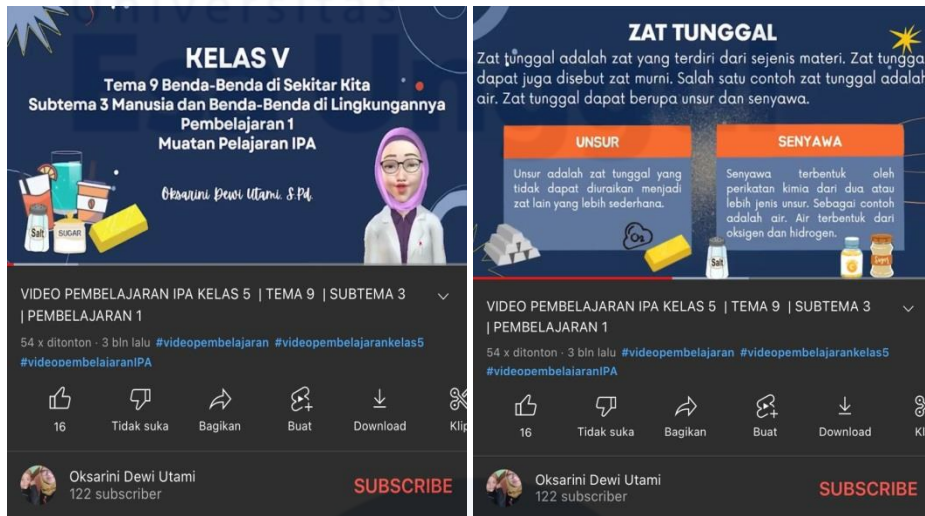 Universitas
Esa Unggul
KELAS V
Tema 9 Benda-Benda di Sekitar Kita
Subtema 3 Manusia dan Benda-Benda di Lingkungannya
Pembelajaran 1
Muatan Pelajaran IPA
Oksarini Dewi Utami, S.Pd.
Salt
SUGAR
VIDEO PEMBELAJARAN IPA KELAS 5 | TEMA 9 | SUBTEMA 3
| PEMBELAJARAN 1
54 x ditonton · 3 bln lalu #videopembelajaran #videopembelajarankelas5
#videopembelajaranIPA
16
Tidak suka
Bagikan
Buat
Download
Klip
Oksarini Dewi Utami
122 subscriber
SUBSCRIBE
ZAT TUNGGAL
Zat tunggal adalah zat yang terdiri dari sejenis materi. Zat tungga
dapat juga disebut zat murni. Salah satu contoh zat tunggal adalah
air. Zat tunggal dapat berupa unsur dan senyawa.
UNSUR
Unsur adalah zat tunggal yang
tidak dapat diuraikan menjadi
zat lain yang lebih sederhana.
O₂
SENYAWA
Senyawa terbentuk oleh
perikatan kimia dari dua atau
lebih jenis unsur. Sebagai contoh
adalah air. Air terbentuk dari
oksigen dan hidrogen.
Salt
VIDEO PEMBELAJARAN IPA KELAS 5 | TEMA 9 | SUBTEMA 3
| PEMBELAJARAN 1
54 x ditonton · 3 bln lalu #videopembelajaran #videopembelajarankelas5
#videopembelajaranIPA
16
Tidak suka
Bagikan
Buat
Download
Kl
Oksarini Dewi Utami
122 subscriber
SUBSCRIBE